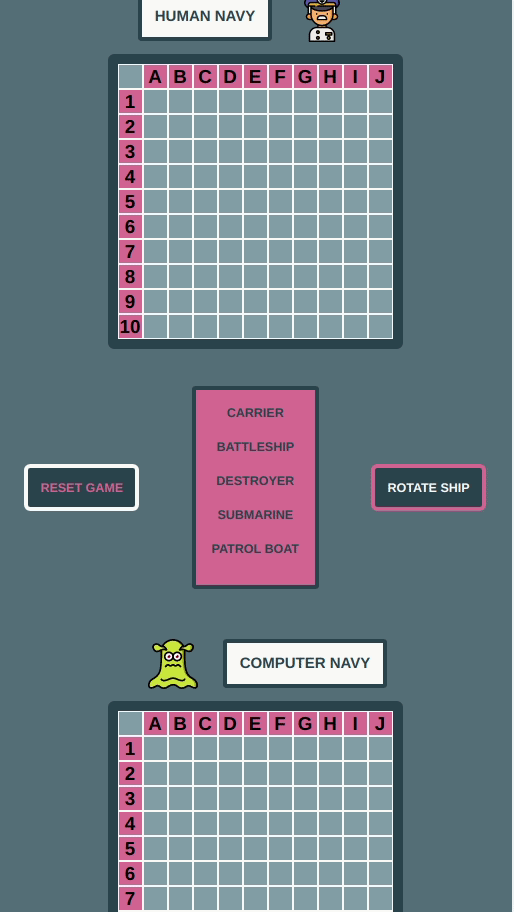 HUMAN NAVY
A B C D E F G H I J
1
2
3
4
5
6
7
8
9
10
CARRIER
BATTLESHIP
DESTROYER
SUBMARINE
PATROL BOAT
RESET GAME
ROTATE SHIP
COMPUTER NAVY
A B C D E F G H I J
1
2
3
4
5
6
7